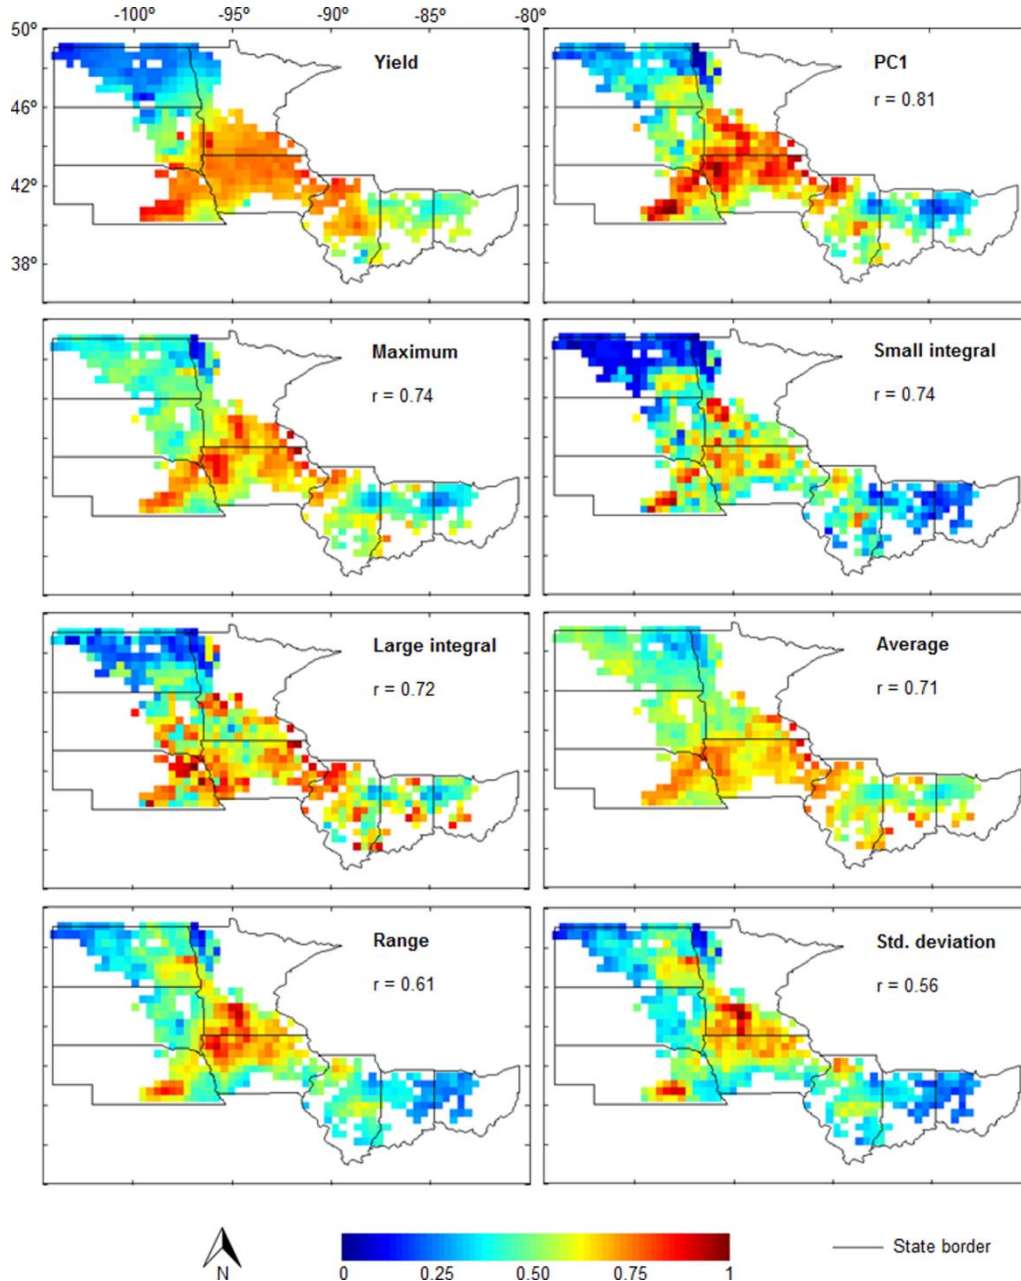 -100° -95° -90° -85° -80°
50°
46°
42°
38°
Yield
PC1
r = 0.81
Maximum
r = 0.74
Small integral
r = 0.74
Large integral
r = 0.72
Average
r = 0.71
Range
r = 0.61
Std. deviation
r = 0.56
N
0 0.25 0.50 0.75 1
State border